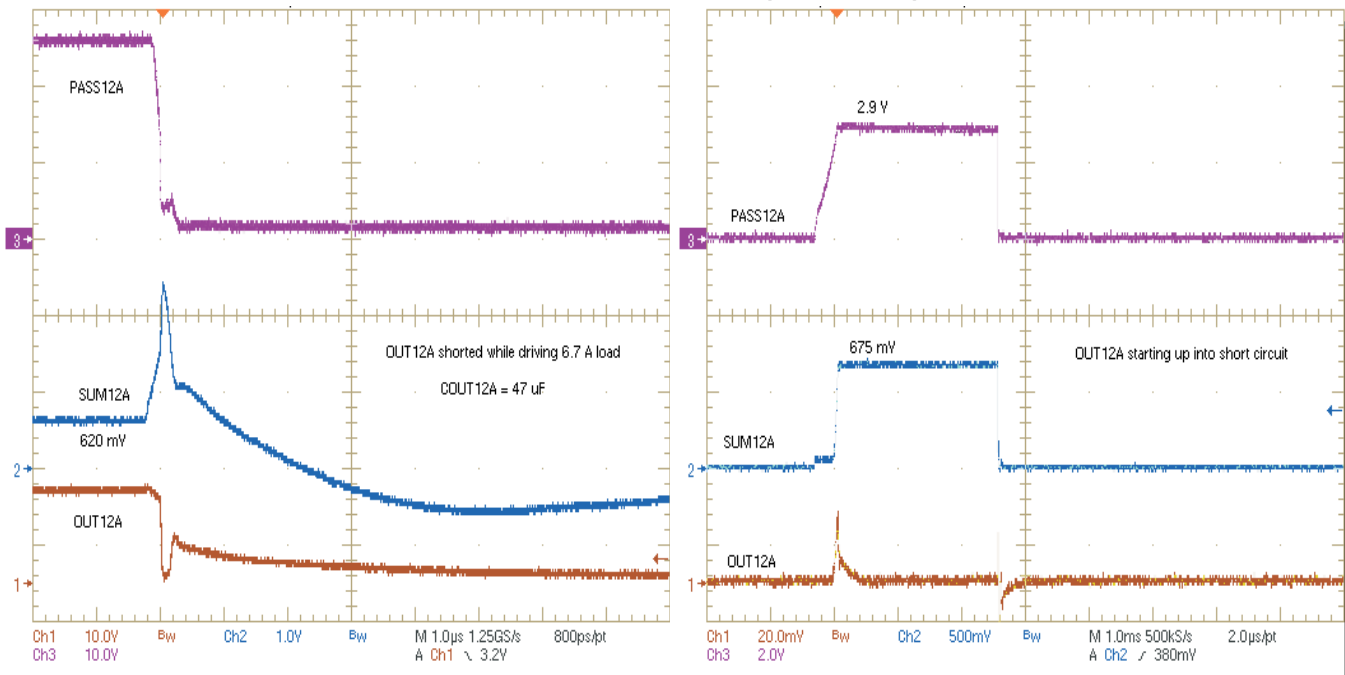 PASS12A
3
OUT12A shorted while driving 6.7 A load
COUT12A = 47 uF
SUM12A
620 mV
2
OUT12A
1
Ch1 10.0V BW Ch2 1.0V BW M 1.0µs 1.25GS/s 800ps/pt
Ch3 10.0V A Ch1 \ 3.2V
2.9 V
PASS12A
3
675 mV
OUT12A starting up into short circuit
SUM12A
2
OUT12A
1
Ch1 20.0mV BW Ch2 500mV BW M 1.0ms 500kS/s 2.0µs/pt
Ch3 2.0V A Ch2 / 380mV